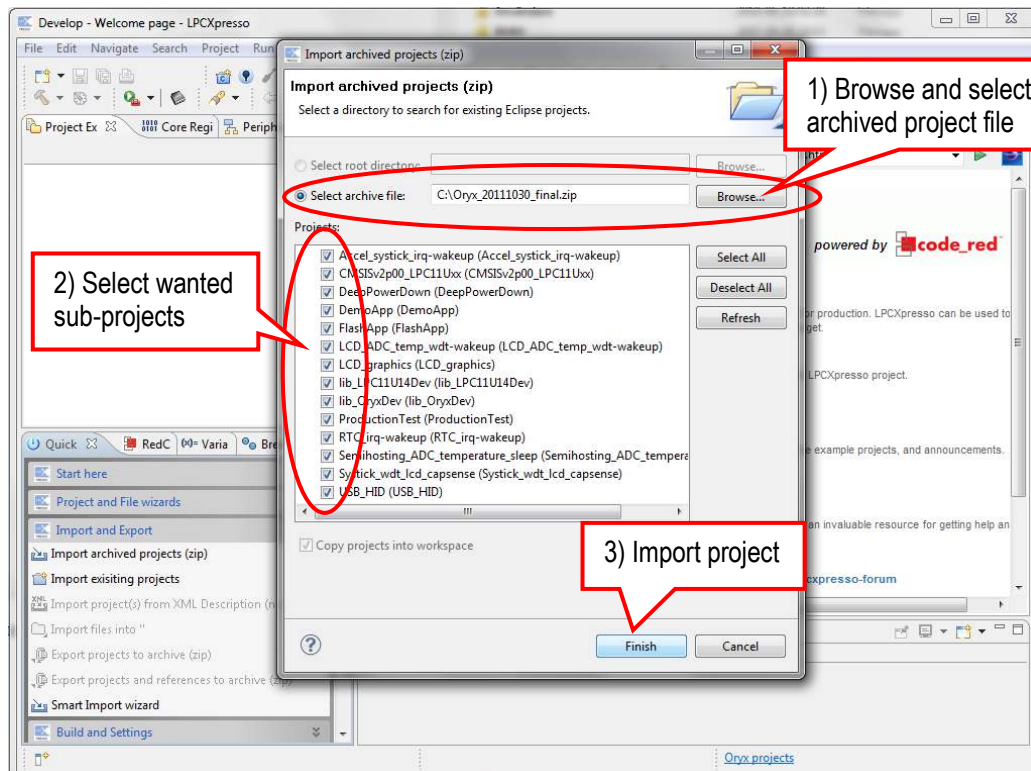 Develop - Welcome page - LPCXpresso
File Edit Navigate Search Project Run
Project Ex
Core Regi
Periph
Import archived projects (zip)
Import archived projects (zip)
Select a directory to search for existing Eclipse projects.
1) Browse and select
archived project file
Select root directory:
Browse...
Select archive file:
C:\Oryx_20111030_final.zip
Browse...
Projects:
Accel_systick_irq-wakeup (Accel_systick_irq-wakeup)
CMSISv2p00_LPC11Uxx (CMSISv2p00_LPC11Uxx)
DeepPowerDown (DeepPowerDown)
DemoApp (DemoApp)
FlashApp (FlashApp)
LCD_ADC_temp_wdt-wakeup (LCD_ADC_temp_wdt-wakeup)
LCD_graphics (LCD_graphics)
lib_LPC11U14Dev (lib_LPC11U14Dev)
lib_OryxDev (lib_OryxDev)
ProductionTest (ProductionTest)
RTC_irq-wakeup (RTC_irq-wakeup)
Semihosting_ADC_temperature_sleep (Semihosting_ADC_tempera
Systick_wdt_lcd_capsense (Systick_wdt_lcd_capsense)
USB_HID (USB_HID)
Select All
Deselect All
Refresh
2) Select wanted
sub-projects
Copy projects into workspace
3) Import project
Finish
Cancel
powered by code_red
or production. LPCXpresso can be used to
get.
LPCXpresso project.
e example projects, and announcements.
an invaluable resource for getting help an
cxpresso-forum
Quick
RedC
(x)= Varia
Bre
Start here
Project and File wizards
Import and Export
Import archived projects (zip)
Import exisiting projects
Import project(s) from XML Description (n
Import files into ''
Export projects to archive (zip)
Export projects and references to archive (zip)
Smart Import wizard
Build and Settings
Oryx projects